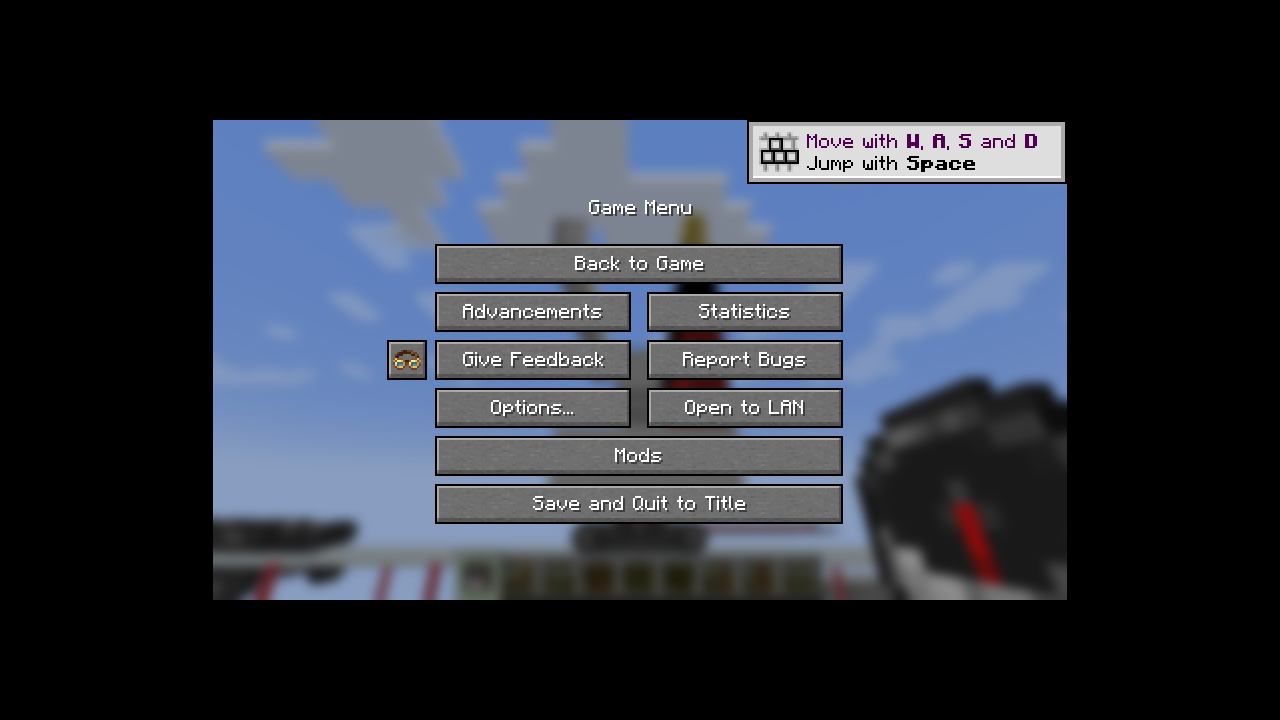 Move with W, A, S and D
Jump with Space
Game Menu
Back to Game
Advancements
Statistics
Give Feedback
Report Bugs
Options...
Open to LAN
Mods
Save and Quit to Title